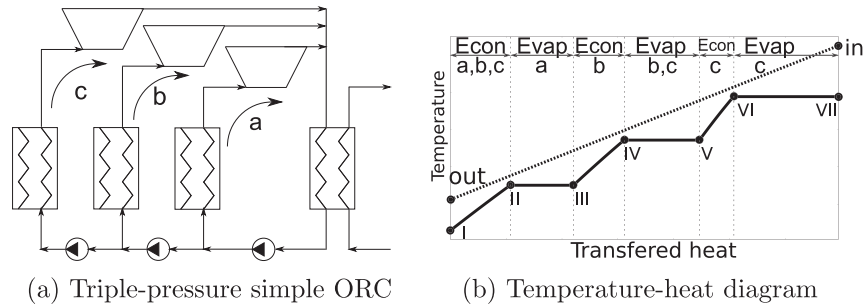 c
b
a
(a) Triple-pressure simple ORC
Econ Evap Econ Evap Econ Evap
a,b,c a b b,c c c
in
Temperature
out
I
II
III
IV
V
VI
VII
Transfered heat
(b) Temperature-heat diagram